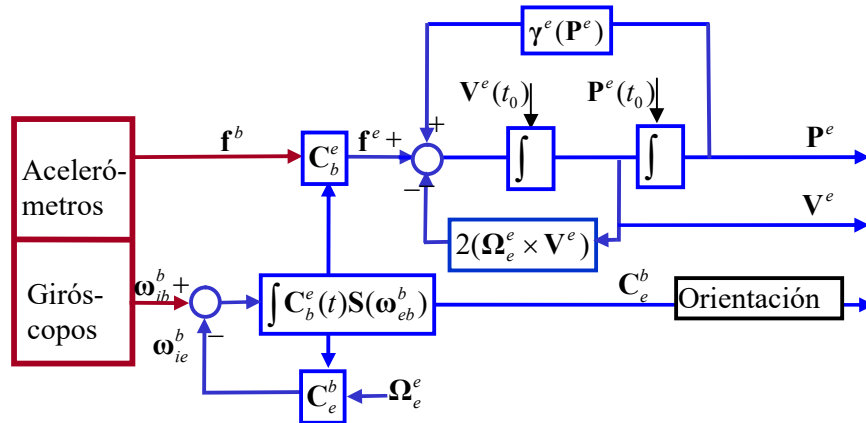 γ^e(P^e)
V^e(t_0)
P^e(t_0)
+
f^b
f^e +
P^e
C_b^e
∫
∫
Aceleró-
metros
− −
V^e
2(Ω_e^e × V^e)
Girós-
copos
ω_ib^b +
∫ C_b^e(t)S(ω_eb^b)
C_e^b
Orientación
−
ω_ie^b
C_e^b
Ω_e^e